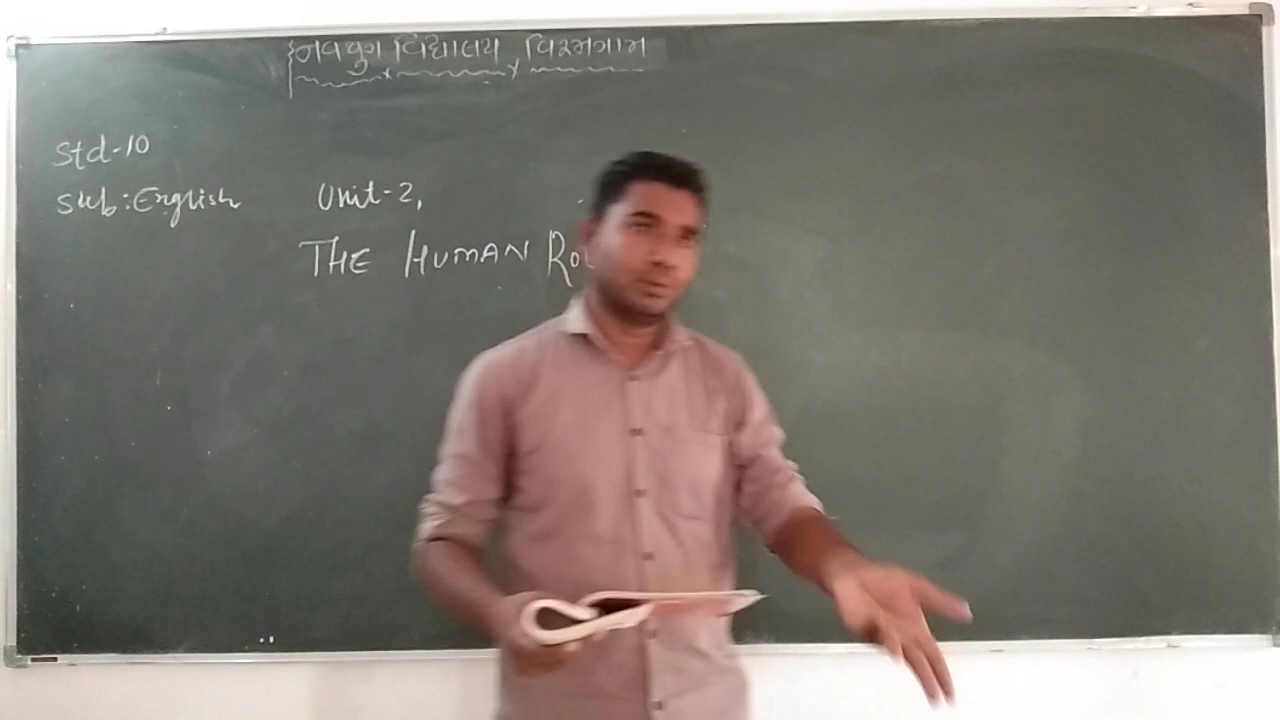 નવયુગ વિદ્યાલય, વિરમગામ
Std-10
Sub: English Unit-2,
THE HUMAN